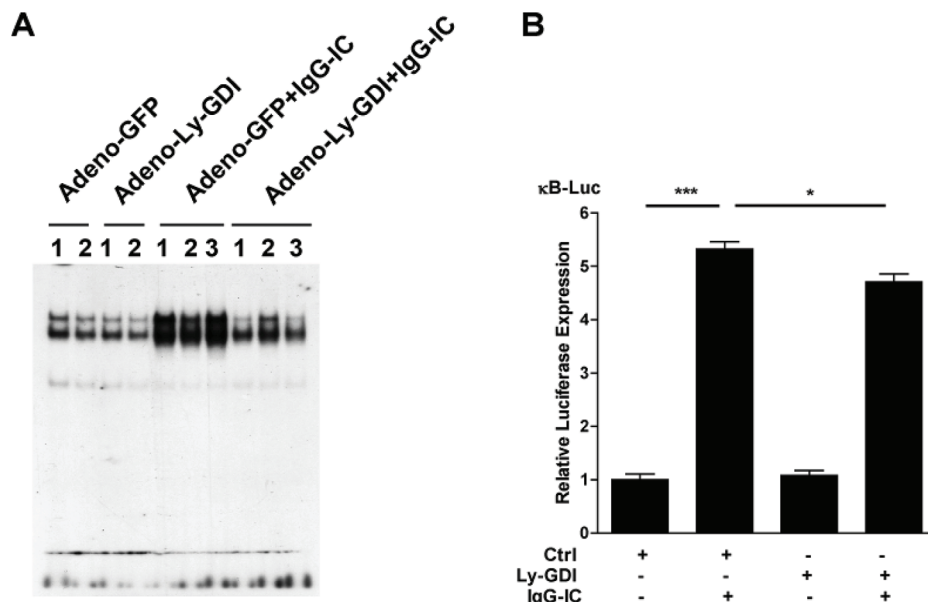 A
Adeno-GFP
Adeno-Ly-GDI
Adeno-GFP+IgG-IC
Adeno-Ly-GDI+IgG-IC
1 2 1 2 1 2 3 1 2 3
B
κB-Luc
*** *
Relative Luciferase Expression
6
5
4
3
2
1
0
Ctrl + + - -
Ly-GDI - - + +
IgG-IC - + - +